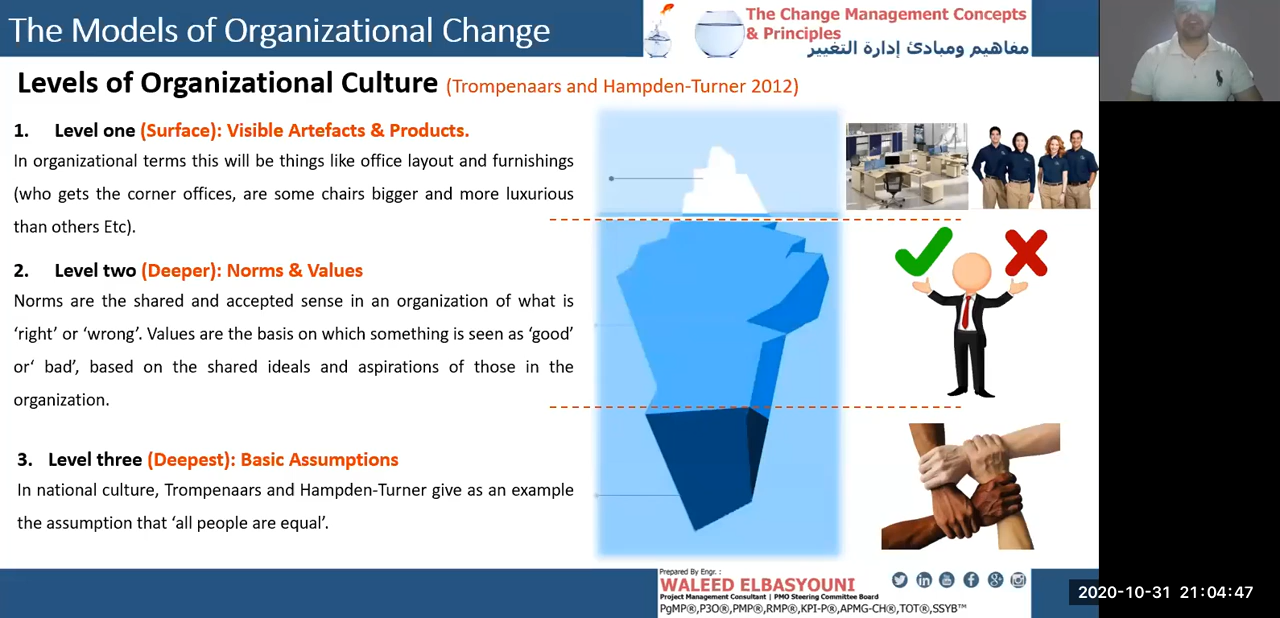 The Models of Organizational Change
The Change Management Concepts
& Principles
مفاهيم ومبادئ إدارة التغيير
Levels of Organizational Culture (Trompenaars and Hampden-Turner 2012)
1. Level one (Surface): Visible Artefacts & Products.
In organizational terms this will be things like office layout and furnishings
(who gets the corner offices, are some chairs bigger and more luxurious
than others Etc).
2. Level two (Deeper): Norms & Values
Norms are the shared and accepted sense in an organization of what is
‘right’ or ‘wrong’. Values are the basis on which something is seen as ‘good’
or‘ bad’, based on the shared ideals and aspirations of those in the
organization.
3. Level three (Deepest): Basic Assumptions
In national culture, Trompenaars and Hampden-Turner give as an example
the assumption that ‘all people are equal’.
Prepared By Engr. :
WALEED ELBASYOUNI
Project Management Consultant | PMO Steering Committee Board
PgMP®,P3O®,PMP®,RMP®,KPI-P®,APMG-CH®,TOT®,SSYB™
2020-10-31 21:04:47